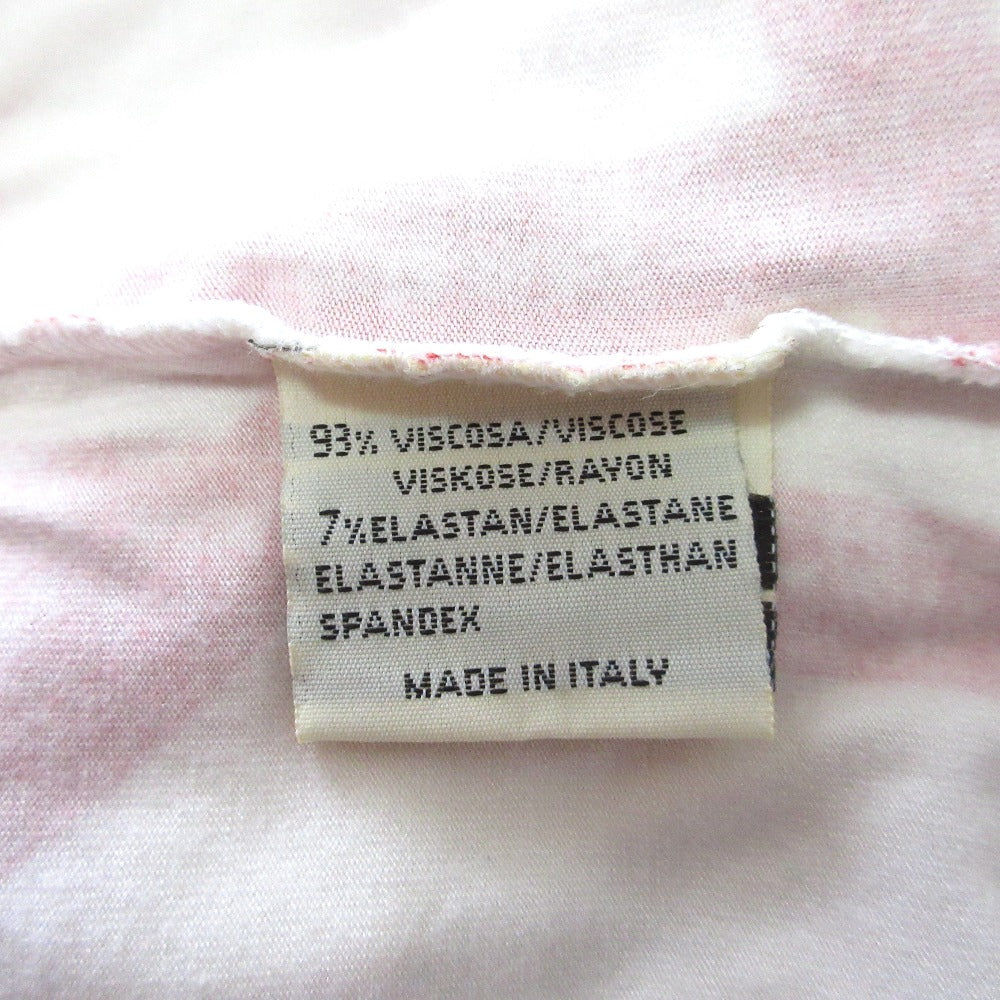 93% VISCOSA/VISCOSE
VISKOSE/RAYON
7%ELASTAN/ELASTANE
ELASTANNE/ELASTHAN
SPANDEX
MADE IN ITALY